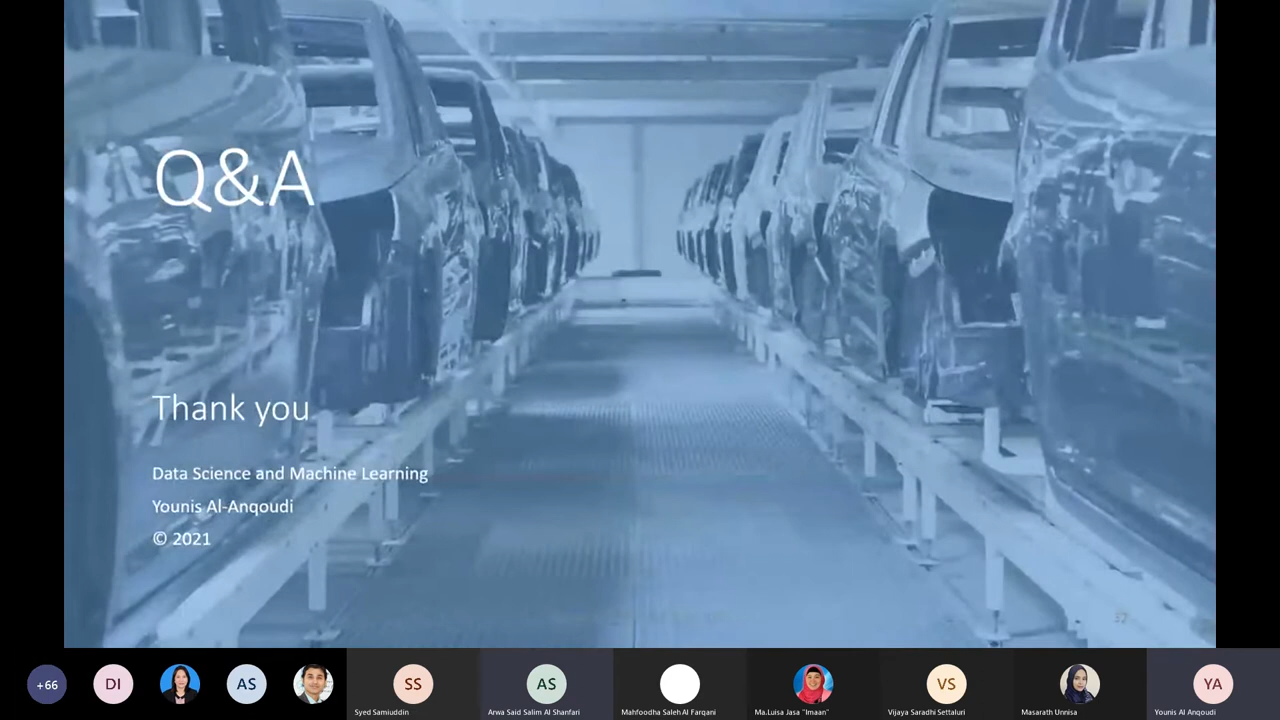 Q&A
Thank you
Data Science and Machine Learning
Younis Al-Anqoudi
© 2021
37
+66
DI
AS
SS
AS
VS
YA
Syed Samiuddin
Arwa Said Salim Al Shanfari
Mahfoodha Saleh Al Farqani
Ma.Luisa Jasa "Imaan"
Vijaya Saradhi Settaluri
Masarath Unnisa
Younis Al Anqoudi